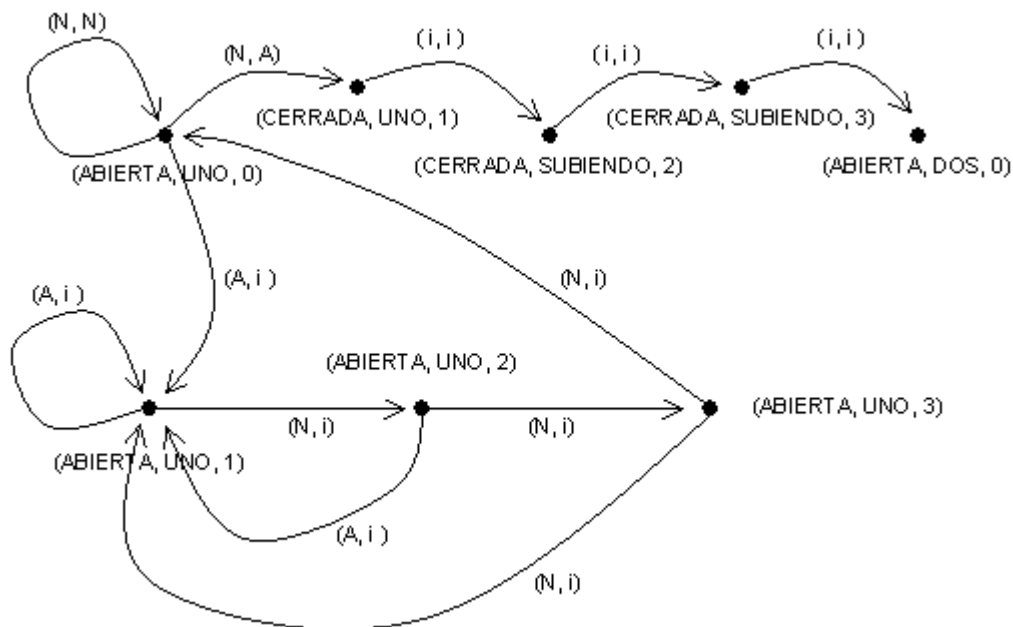 (N, N)
(N, A)
(i, i)
(i, i)
(i, i)
(CERRADA, UNO, 1)
(CERRADA, SUBIENDO, 3)
(ABIERTA, UNO, 0)
(CERRADA, SUBIENDO, 2)
(ABIERTA, DOS, 0)
(A, i)
(N, i)
(A, i)
(ABIERTA, UNO, 2)
(N, i)
(N, i)
(ABIERTA, UNO, 3)
(ABIERTA, UNO, 1)
(A, i)
(N, i)